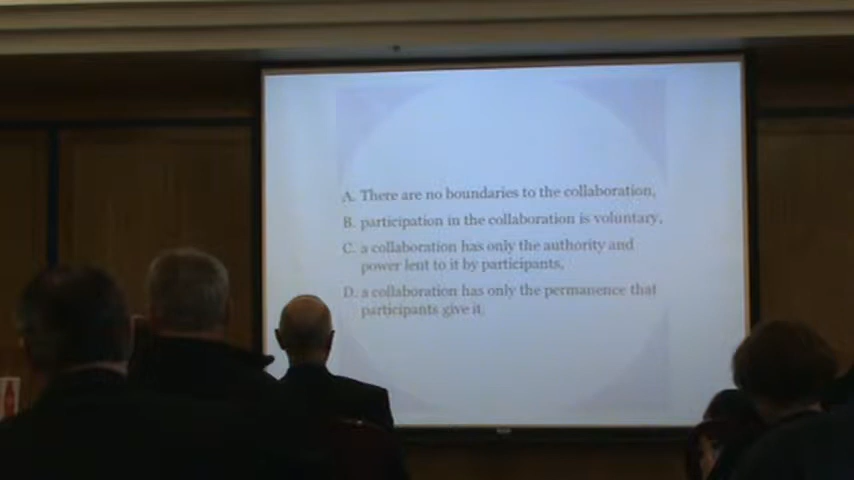 A. There are no boundaries to the collaboration,
B. participation in the collaboration is voluntary,
C. a collaboration has only the authority and
power lent to it by participants,
D. a collaboration has only the permanence that
participants give it.